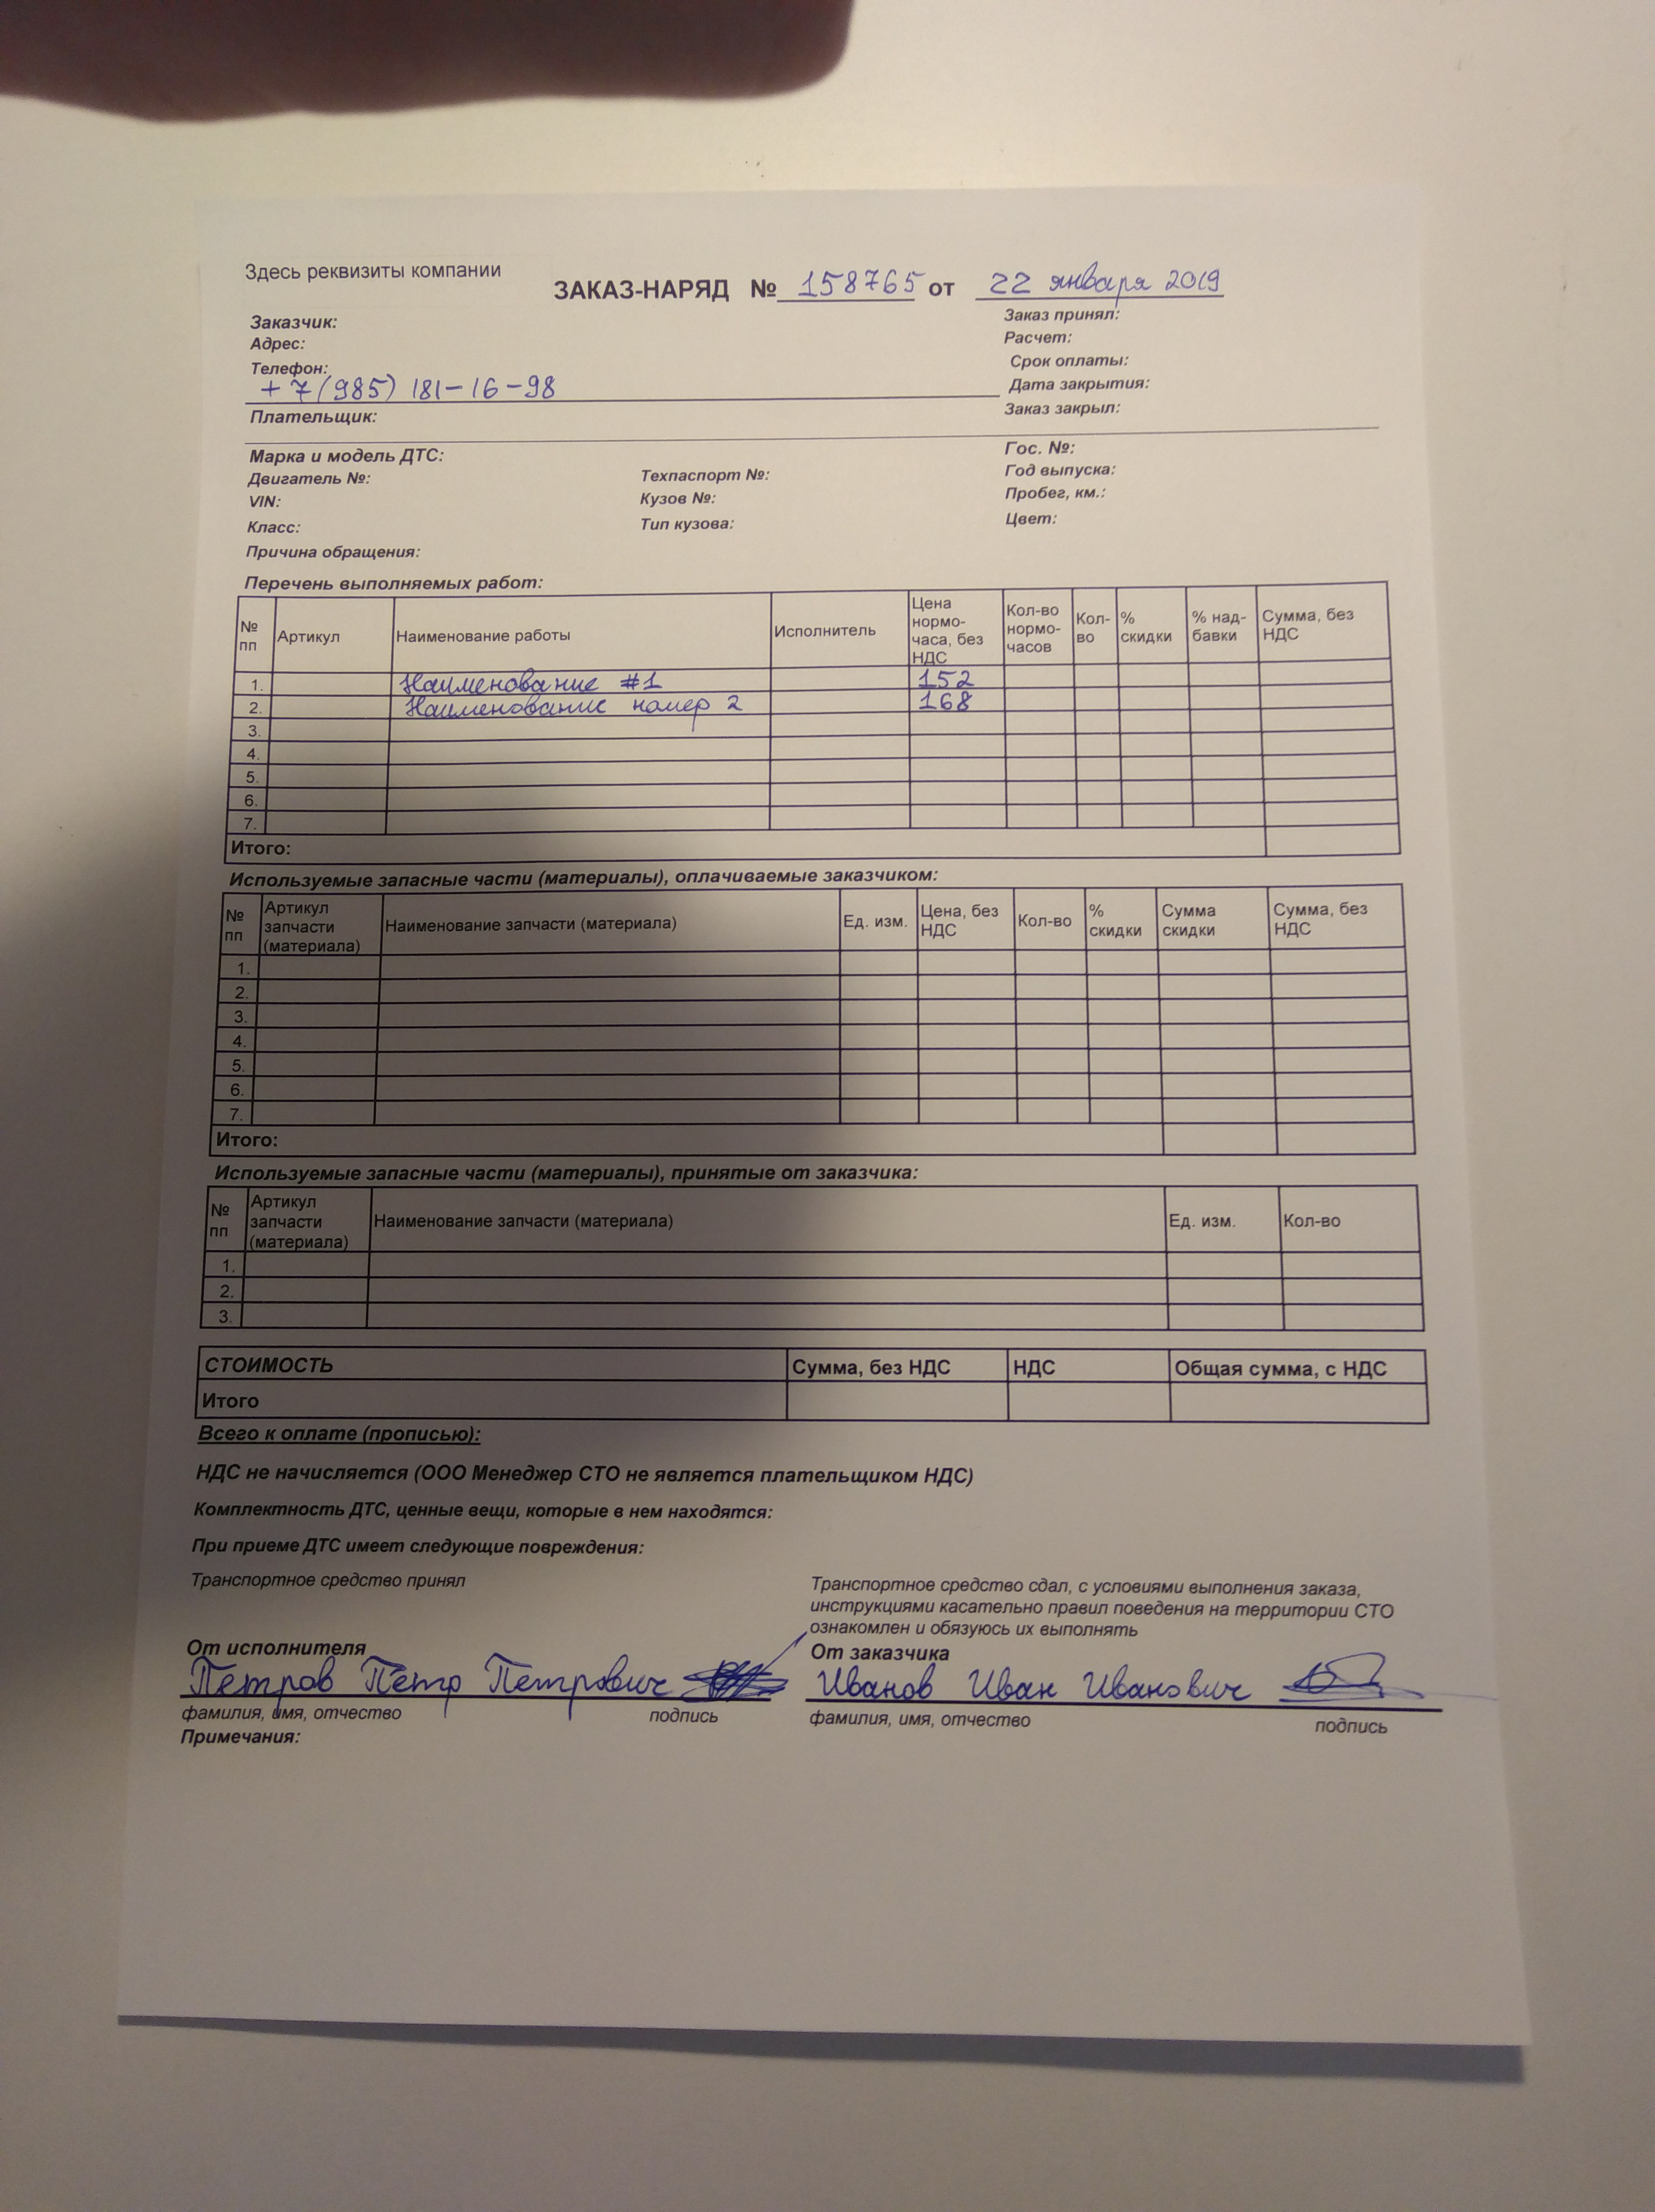 Здесь реквизиты компании
ЗАКАЗ-НАРЯД № 158765 от 22 января 2019
Заказчик: Заказ принял:
Адрес: Расчет:
Телефон: Срок оплаты:
+7(985) 181-16-98 Дата закрытия:
Плательщик: Заказ закрыл:
Марка и модель ДТС: Гос. №:
Двигатель №: Техпаспорт №: Год выпуска:
VIN: Кузов №: Пробег, км.:
Класс: Тип кузова: Цвет:
Причина обращения:
Перечень выполняемых работ:
№ пп Артикул Наименование работы Исполнитель Цена нормо-часа, без НДС Кол-во нормо-часов Кол-во % скидки % над-бавки Сумма, без НДС
1. Наименование #1 152
2. Наименование номер 2 168
3.
4.
5.
6.
7.
Итого:
Используемые запасные части (материалы), оплачиваемые заказчиком:
№ пп Артикул запчасти (материала) Наименование запчасти (материала) Ед. изм. Цена, без НДС Кол-во % скидки Сумма скидки Сумма, без НДС
1.
2.
3.
4.
5.
6.
7.
Итого:
Используемые запасные части (материалы), принятые от заказчика:
№ пп Артикул запчасти (материала) Наименование запчасти (материала) Ед. изм. Кол-во
1.
2.
3.
СТОИМОСТЬ Сумма, без НДС НДС Общая сумма, с НДС
Итого
Всего к оплате (прописью):
НДС не начисляется (ООО Менеджер СТО не является плательщиком НДС)
Комплектность ДТС, ценные вещи, которые в нем находятся:
При приеме ДТС имеет следующие повреждения:
Транспортное средство принял
Транспортное средство сдал, с условиями выполнения заказа,
инструкциями касательно правил поведения на территории СТО
ознакомлен и обязуюсь их выполнять
От исполнителя От заказчика
Петров Петр Петрович Иванов Иван Иванович
фамилия, имя, отчество подпись фамилия, имя, отчество подпись
Примечания: